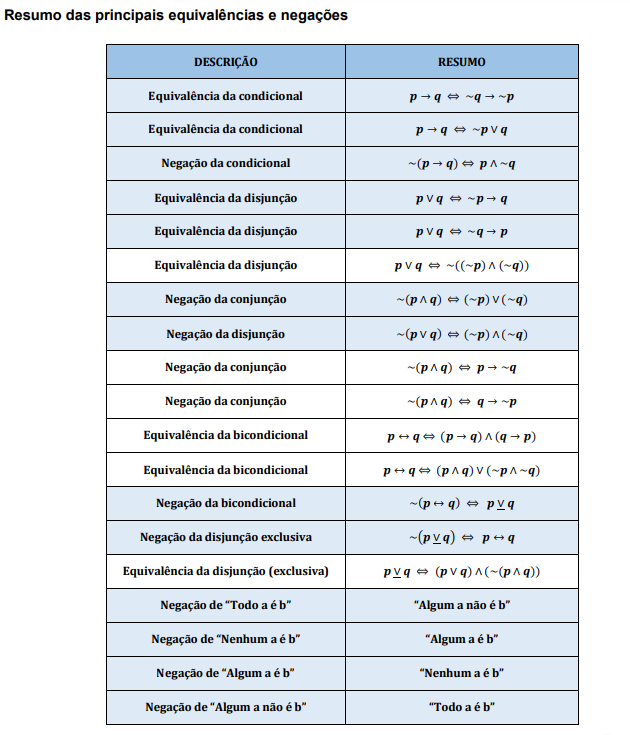 Resumo das principais equivalências e negações
DESCRIÇÃO RESUMO
Equivalência da condicional p → q ⇔ ~q → ~p
Equivalência da condicional p → q ⇔ ~p ∨ q
Negação da condicional ~(p → q) ⇔ p ∧ ~q
Equivalência da disjunção p ∨ q ⇔ ~p → q
Equivalência da disjunção p ∨ q ⇔ ~q → p
Equivalência da disjunção p ∨ q ⇔ ~((~p) ∧ (~q))
Negação da conjunção ~(p ∧ q) ⇔ (~p) ∨ (~q)
Negação da disjunção ~(p ∨ q) ⇔ (~p) ∧ (~q)
Negação da conjunção ~(p ∧ q) ⇔ p → ~q
Negação da conjunção ~(p ∧ q) ⇔ q → ~p
Equivalência da bicondicional p ↔ q ⇔ (p → q) ∧ (q → p)
Equivalência da bicondicional p ↔ q ⇔ (p ∧ q) ∨ (~p ∧ ~q)
Negação da bicondicional ~(p ↔ q) ⇔ p ⊻ q
Negação da disjunção exclusiva ~(p ⊻ q) ⇔ p ↔ q
Equivalência da disjunção (exclusiva) p ⊻ q ⇔ (p ∨ q) ∧ (~(p ∧ q))
Negação de “Todo a é b” “Algum a não é b”
Negação de “Nenhum a é b” “Algum a é b”
Negação de “Algum a é b” “Nenhum a é b”
Negação de “Algum a não é b” “Todo a é b”